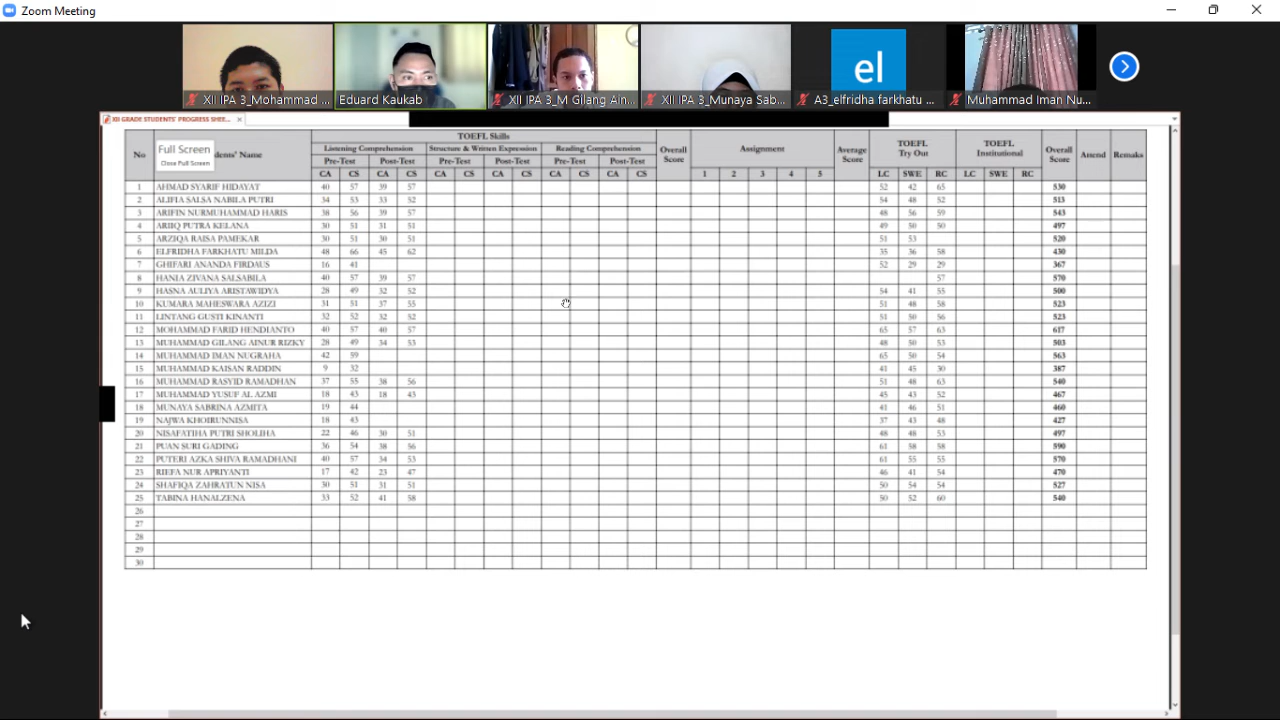 Zoom Meeting
XII IPA 3_Mohammad ...
Eduard Kaukab
XII IPA 3_M Gilang Ain...
XII IPA 3_Munaya Sab...
el
A3_elfridha farkhatu ...
Muhammad Iman Nu...
XII GRADE STUDENTS' PROGRESS SHEE...
Full Screen
Close Full Screen
No dents' Name TOEFL Skills Overall Score Assignment Average Score TOEFL Try Out TOEFL Institutional Overall Score Attend Remaks
Listening Comprehension Structure & Written Expression Reading Comprehension
Pre-Test Post-Test Pre-Test Post-Test Pre-Test Post-Test
CA CS CA CS CA CS CA CS CA CS CA CS 1 2 3 4 5 LC SWE RC LC SWE RC
1 AHMAD SYARIF HIDAYAT 40 57 39 57 52 42 65 530
2 ALIFIA SALSA NABILA PUTRI 34 53 33 52 54 48 52 513
3 ARIFIN NURMUHAMMAD HARIS 38 56 39 57 48 56 59 543
4 ARIIQ PUTRA KELANA 30 51 31 51 49 50 50 497
5 ARZIQA RAISA PAMEKAR 30 51 30 51 51 53 520
6 ELFRIDHA FARKHATU MILDA 48 66 45 62 35 36 58 430
7 GHIFARI ANANDA FIRDAUS 16 41 52 29 29 367
8 HANIA ZIVANA SALSABILA 40 57 39 57 57 570
9 HASNA AULIYA ARISTAWIDYA 28 49 32 52 54 41 55 500
10 KUMARA MAHESWARA AZIZI 31 51 37 55 51 48 58 523
11 LINTANG GUSTI KINANTI 32 52 32 52 51 50 56 523
12 MOHAMMAD FARID HENDIANTO 40 57 40 57 65 57 63 617
13 MUHAMMAD GILANG AINUR RIZKY 28 49 34 53 48 50 53 503
14 MUHAMMAD IMAN NUGRAHA 42 59 65 50 54 563
15 MUHAMMAD KAISAN RADDIN 9 32 41 45 30 387
16 MUHAMMAD RASYID RAMADHAN 37 55 38 56 51 48 63 540
17 MUHAMMAD YUSUF AL AZMI 18 43 18 43 45 43 52 467
18 MUNAYA SABRINA AZMITA 19 44 41 46 51 460
19 NAJWA KHOIRUNNISA 18 43 37 43 48 427
20 NISAFATIHA PUTRI SHOLIHA 22 46 30 51 48 48 53 497
21 PUAN SURI GADING 36 54 38 56 61 58 58 590
22 PUTERI AZKA SHIVA RAMADHANI 40 57 34 53 61 55 55 570
23 RIEFA NUR APRIYANTI 17 42 23 47 46 41 54 470
24 SHAFIQA ZAHRATUN NISA 30 51 31 51 50 54 54 527
25 TABINA HANALZENA 33 52 41 58 50 52 60 540
26
27
28
29
30